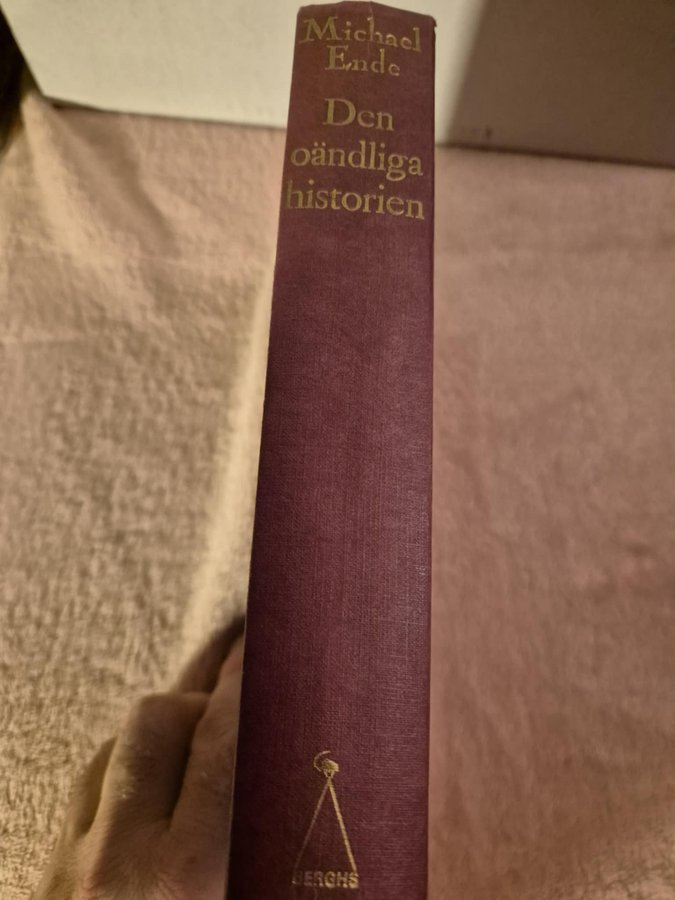 Michael
Ende
Den
oändliga
historien
BERGHS